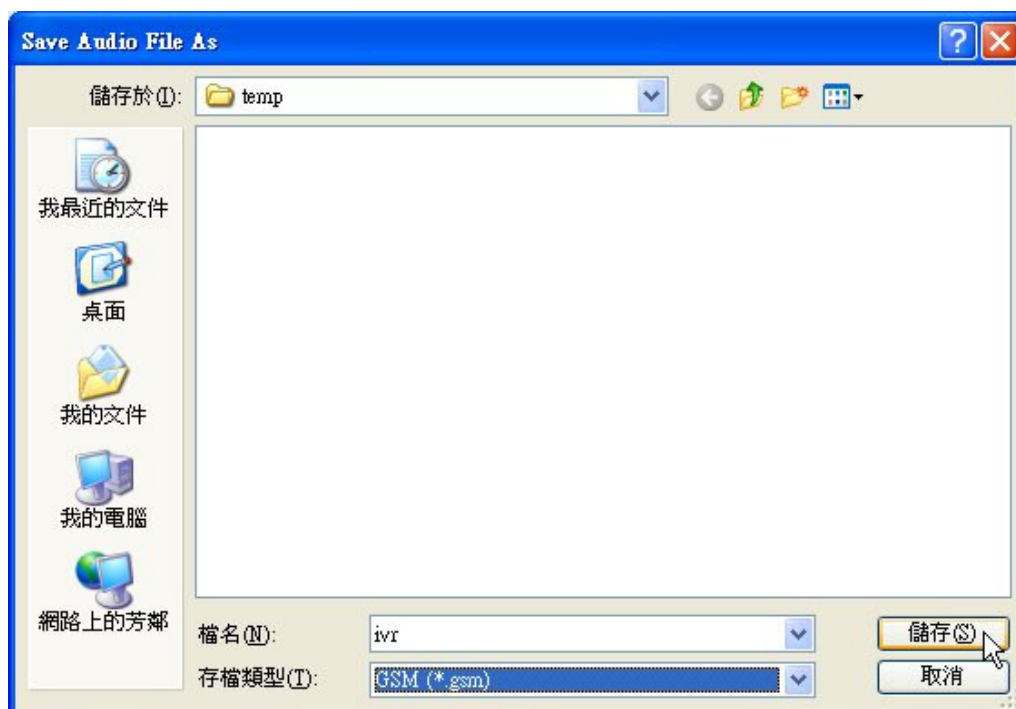 Save Audio File As
儲存於(I):
temp
我最近的文件
桌面
我的文件
我的電腦
網路上的芳鄰
檔名(N):
ivr
儲存(S)
存檔類型(T):
GSM (*.gsm)
取消